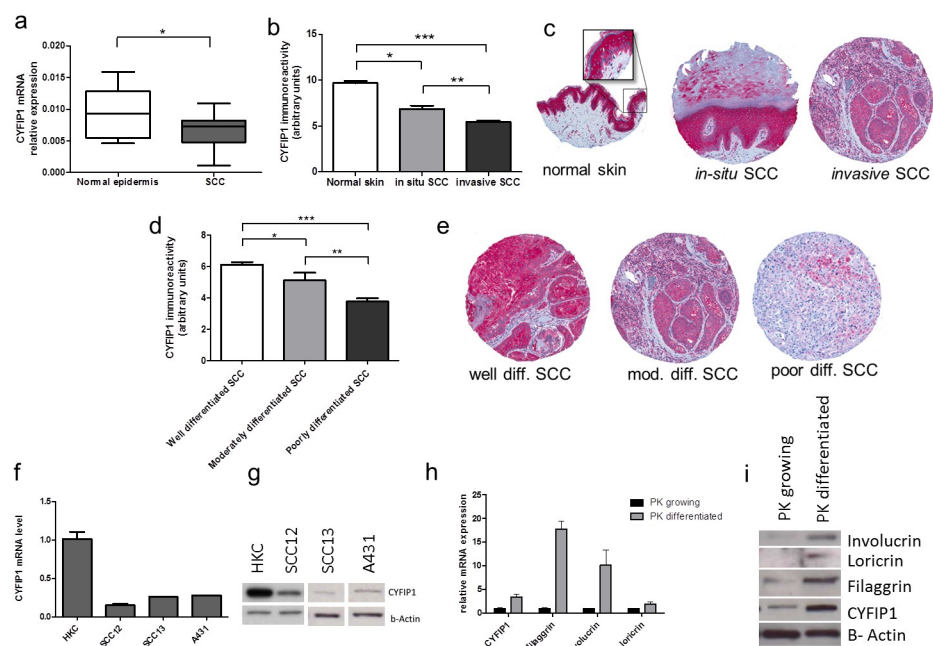 a
*
CYFIP1 mRNA
relative expression
0.020
0.015
0.010
0.005
0.000
Normal epidermis
SCC
b
***
*
**
CYFIP1 immunoreactivity
(arbitrary units)
15
10
5
0
Normal skin
in situ SCC
invasive SCC
c
normal skin
in-situ SCC
invasive SCC
d
***
*
**
CYFIP1 immunoreactivity
(arbitrary units)
8
6
4
2
0
Well differentiated SCC
Moderately differentiated SCC
Poorly differentiated SCC
e
well diff. SCC
mod. diff. SCC
poor diff. SCC
f
CYFIP1 mRNA level
1.5
1.0
0.5
0.0
HKC
SCC12
SCC13
A431
g
HKC
SCC12
SCC13
A431
CYFIP1
b-Actin
h
relative mRNA expression
25
20
15
10
5
0
PK growing
PK differentiated
CYFIP1
filaggrin
volucrin
loricrin
i
PK growing
PK differentiated
Involucrin
Loricrin
Filaggrin
CYFIP1
B- Actin